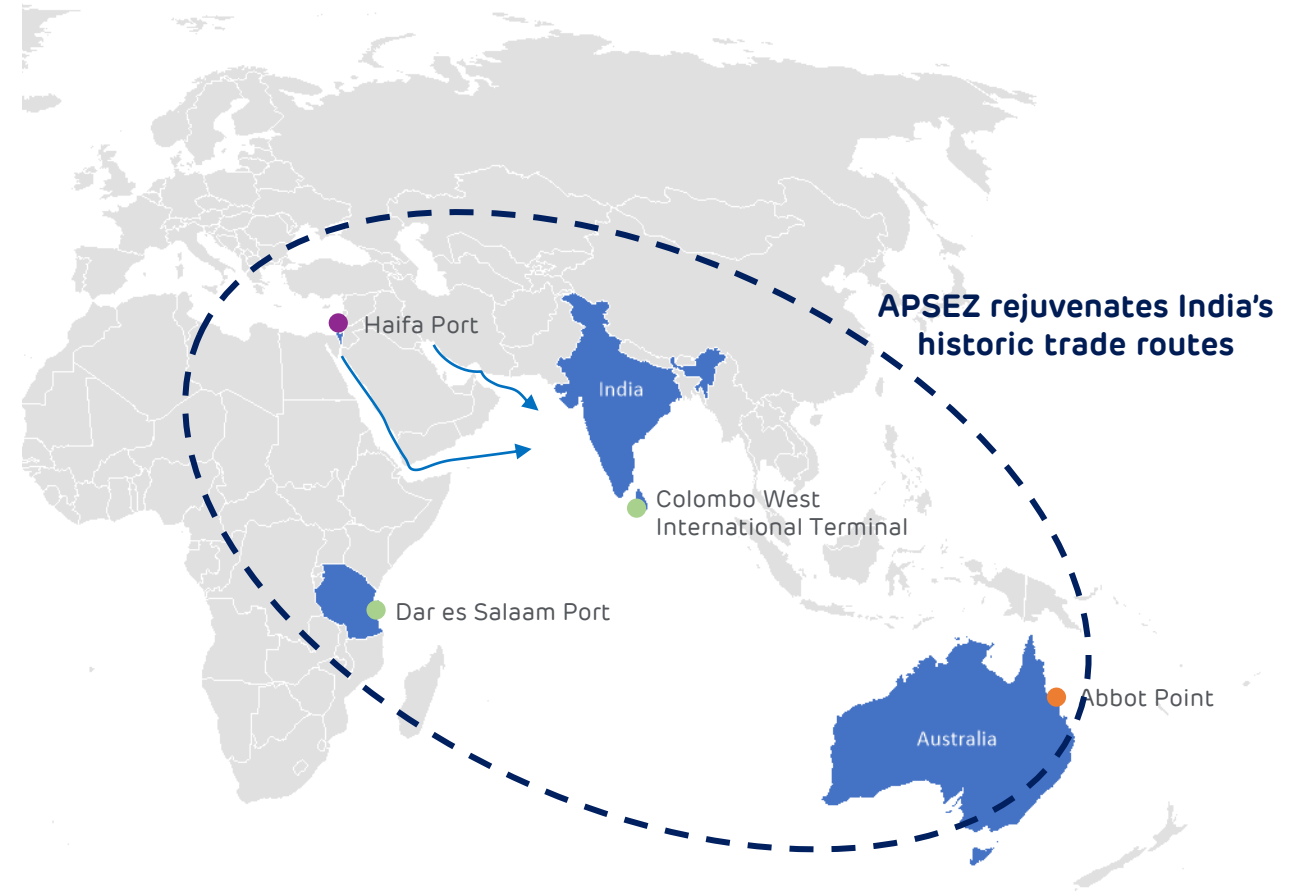 APSEZ rejuvenates India’s
historic trade routes
Haifa Port
India
Colombo West
International Terminal
Dar es Salaam Port
Abbot Point
Australia